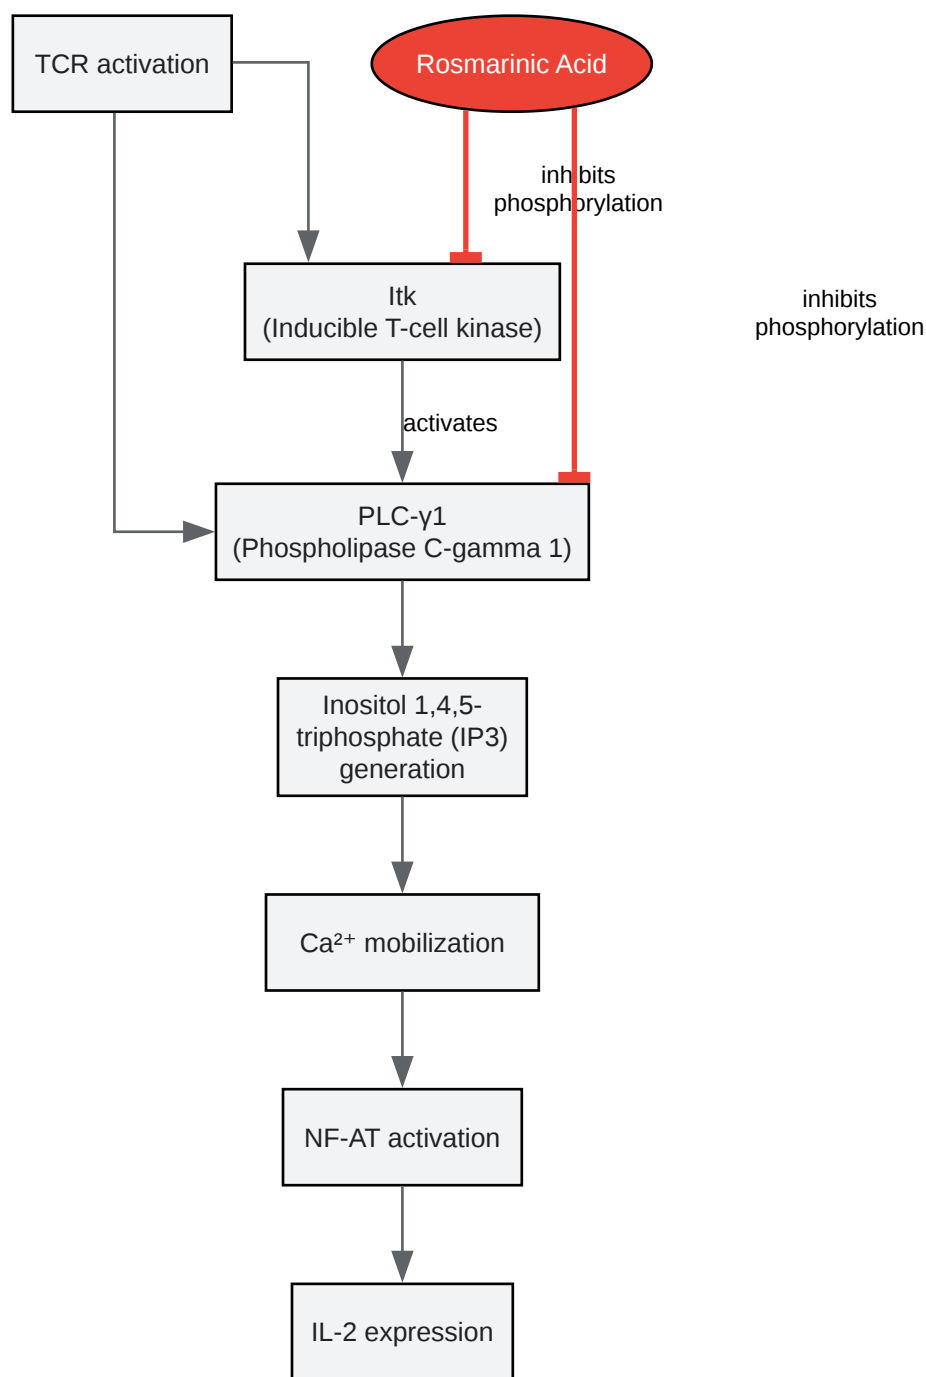 TCR activation
Rosmarinic Acid
inhibits
phosphorylation
Itk
(Inducible T-cell kinase)
inhibits
phosphorylation
activates
PLC-γ1
(Phospholipase C-gamma 1)
Inositol 1,4,5-
triphosphate (IP3)
generation
Ca²⁺ mobilization
NF-AT activation
IL-2 expression